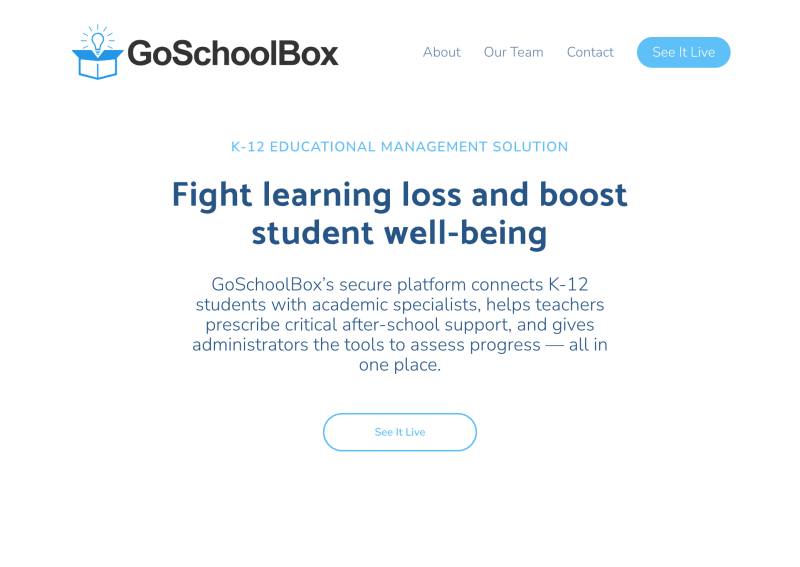 GoSchoolBox
About
Our Team
Contact
See It Live
K-12 EDUCATIONAL MANAGEMENT SOLUTION
Fight learning loss and boost
student well-being
GoSchoolBox’s secure platform connects K-12
students with academic specialists, helps teachers
prescribe critical after-school support, and gives
administrators the tools to assess progress — all in
one place.
See It Live